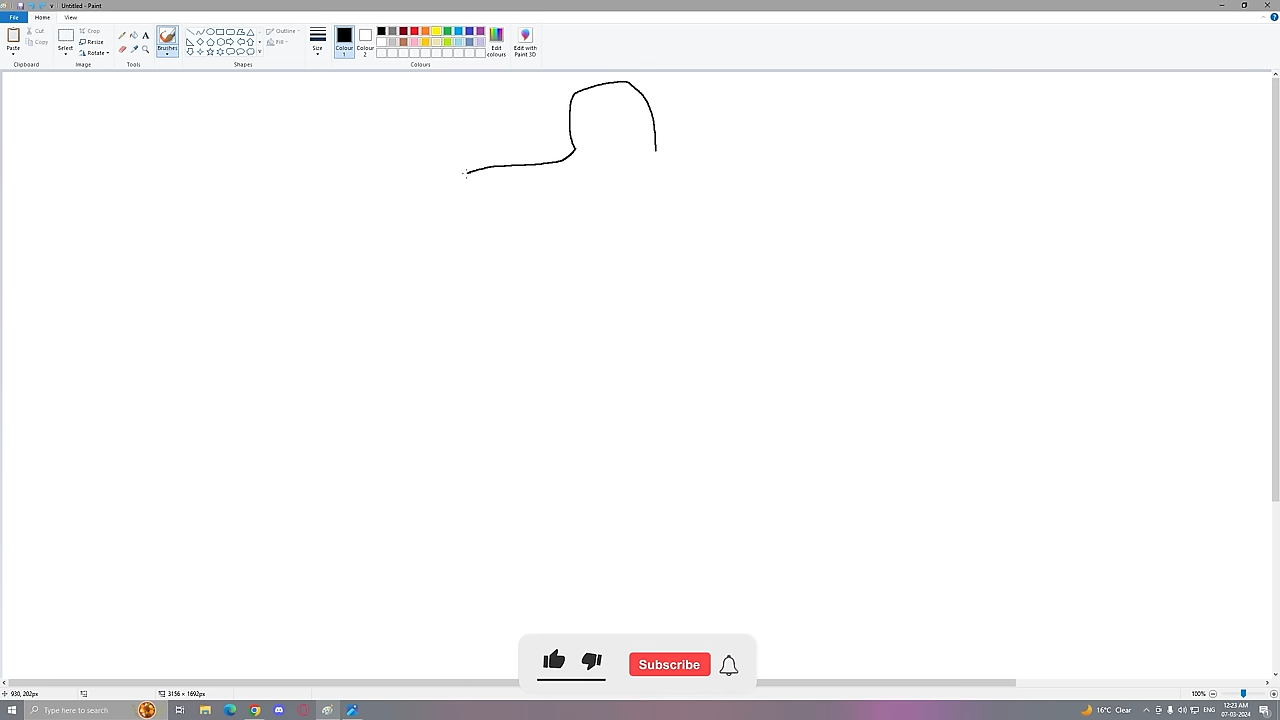 Untitled - Paint
File
Home
View
Paste
Cut
Copy
Clipboard
Select
Crop
Resize
Rotate
Image
A
Tools
Brushes
Outline
Fill
Shapes
Size
Colour 1
Colour 2
Colours
Edit colours
Edit with Paint 3D
Subscribe
930, 202px
3156 × 1692px
100%
Type here to search
16°C Clear
ENG
12:23 AM
07-03-2024